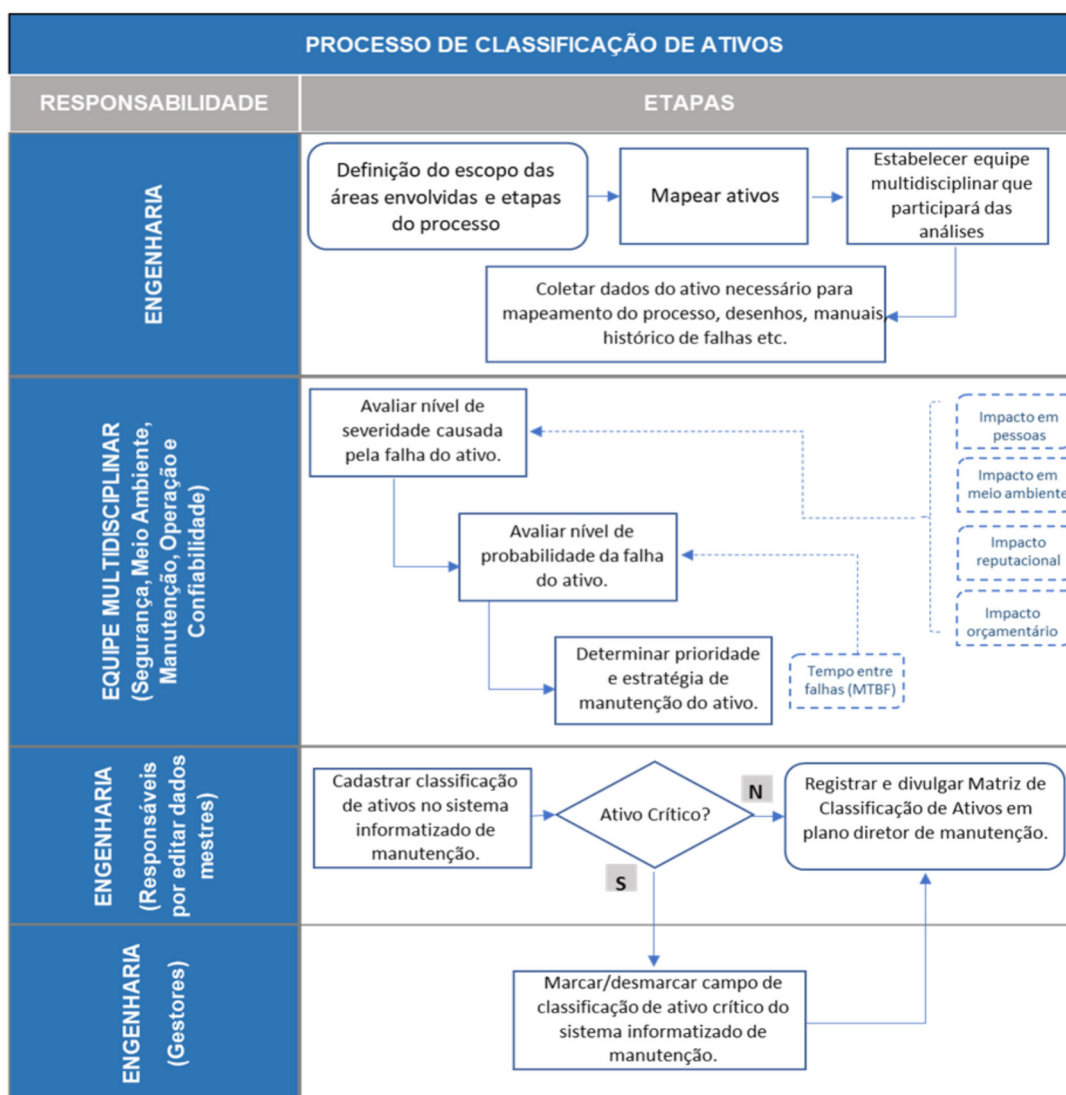 PROCESSO DE CLASSIFICAÇÃO DE ATIVOS
RESPONSABILIDADE
ETAPAS
ENGENHARIA
Definição do escopo das
áreas envolvidas e etapas
do processo
Mapear ativos
Estabelecer equipe
multidisciplinar que
participará das
análises
Coletar dados do ativo necessário para
mapeamento do processo, desenhos, manuais,
histórico de falhas etc.
EQUIPE MULTIDISCIPLINAR
(Segurança, Meio Ambiente,
Manutenção, Operação e
Confiabilidade)
Avaliar nível de
severidade causada
pela falha do ativo.
Impacto em
pessoas
Impacto em
meio ambiente
Impacto
reputacional
Impacto
orçamentário
Avaliar nível de
probabilidade da falha
do ativo.
Determinar prioridade
e estratégia de
manutenção do ativo.
Tempo entre
falhas (MTBF)
ENGENHARIA
(Responsáveis
por editar dados
mestres)
Cadastrar classificação
de ativos no sistema
informatizado de
manutenção.
Ativo Crítico?
N
S
Registrar e divulgar Matriz de
Classificação de Ativos em
plano diretor de manutenção.
ENGENHARIA
(Gestores)
Marcar/desmarcar campo de
classificação de ativo crítico do
sistema informatizado de
manutenção.